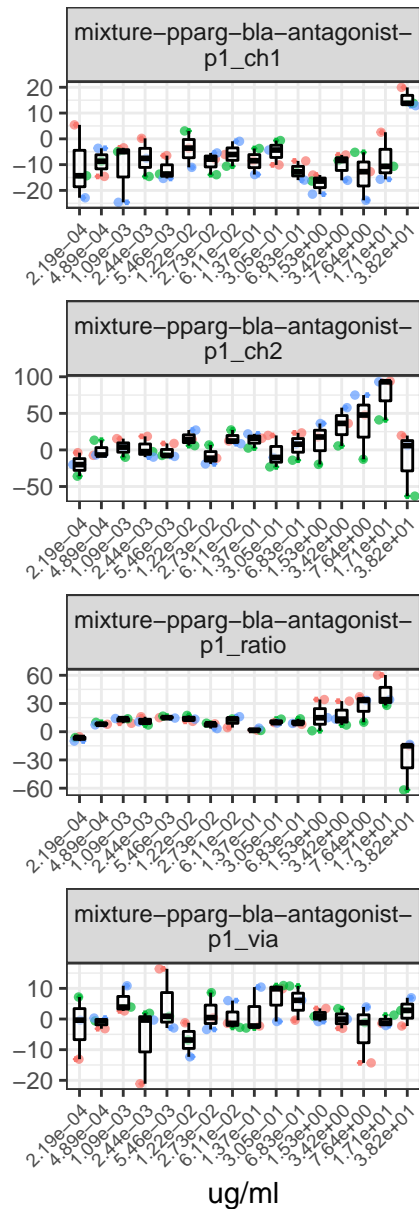 mixture−pparg−bla−antagonist−
p1_ch1
20
10
0
−10
−20
2.19e−04
4.89e−04
1.09e−03
2.44e−03
5.46e−03
1.22e−02
2.73e−02
6.11e−02
1.37e−01
3.05e−01
6.83e−01
1.53e+00
3.42e+00
7.64e+00
1.71e+01
3.82e+01
mixture−pparg−bla−antagonist−
p1_ch2
100
50
0
−50
2.19e−04
4.89e−04
1.09e−03
2.44e−03
5.46e−03
1.22e−02
2.73e−02
6.11e−02
1.37e−01
3.05e−01
6.83e−01
1.53e+00
3.42e+00
7.64e+00
1.71e+01
3.82e+01
mixture−pparg−bla−antagonist−
p1_ratio
60
30
0
−30
−60
2.19e−04
4.89e−04
1.09e−03
2.44e−03
5.46e−03
1.22e−02
2.73e−02
6.11e−02
1.37e−01
3.05e−01
6.83e−01
1.53e+00
3.42e+00
7.64e+00
1.71e+01
3.82e+01
mixture−pparg−bla−antagonist−
p1_via
10
0
−10
−20
2.19e−04
4.89e−04
1.09e−03
2.44e−03
5.46e−03
1.22e−02
2.73e−02
6.11e−02
1.37e−01
3.05e−01
6.83e−01
1.53e+00
3.42e+00
7.64e+00
1.71e+01
3.82e+01
ug/ml